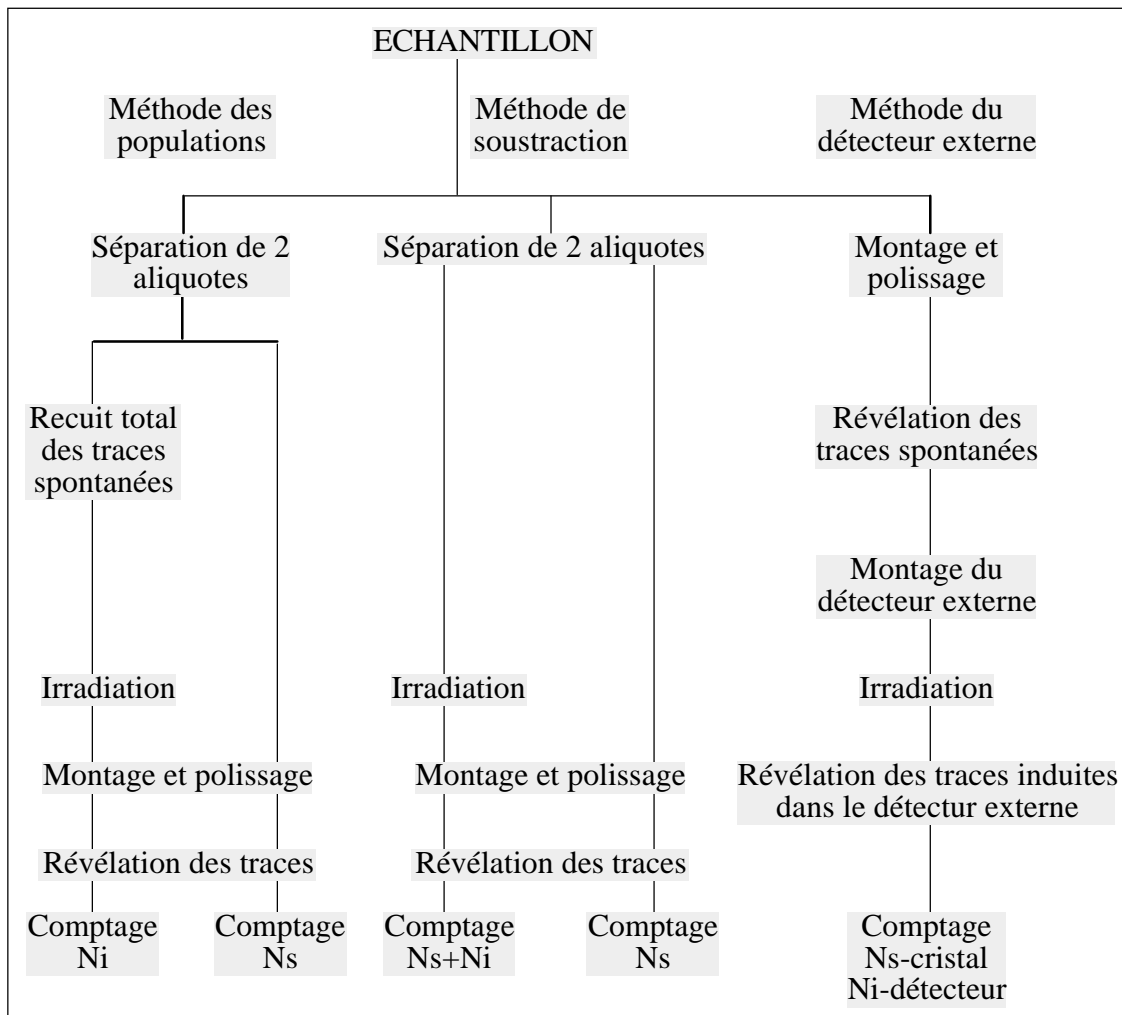 ECHANTILLON
Méthode des
populations
Méthode de
soustraction
Méthode du
détecteur externe
Séparation de 2
aliquotes
Séparation de 2 aliquotes
Montage et
polissage
Recuit total
des traces
spontanées
Révélation des
traces spontanées
Montage du
détecteur externe
Irradiation
Irradiation
Irradiation
Montage et polissage
Montage et polissage
Révélation des traces induites
dans le détectur externe
Révélation des traces
Révélation des traces
Comptage
Ni
Comptage
Ns
Comptage
Ns+Ni
Comptage
Ns
Comptage
Ns-cristal
Ni-détecteur